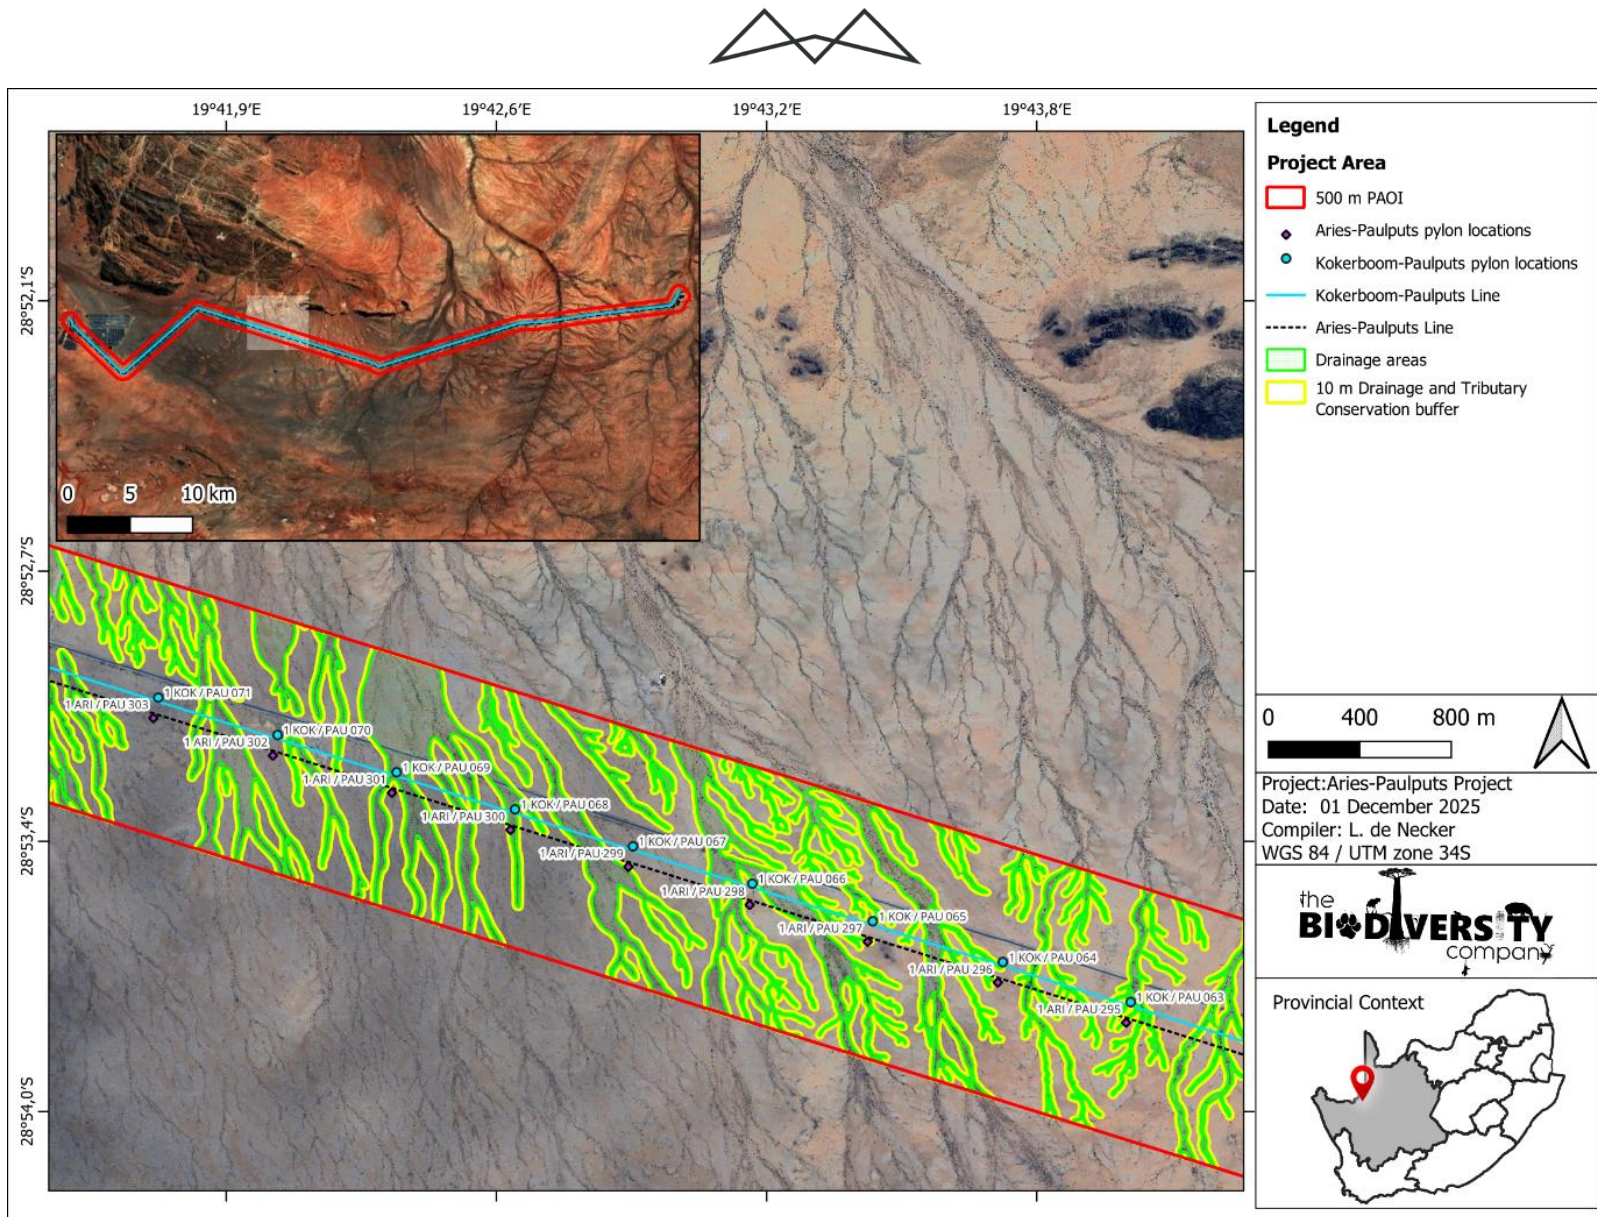 19°41,9'E
19°42,6'E
19°43,2'E
19°43,8'E
28°52,1'S
28°52,7'S
28°53,4'S
28°54,0'S
0 5 10 km
1 KOK / PAU 071
1 ARI / PAU 303
1 KOK / PAU 070
1 ARI / PAU 302
1 KOK / PAU 069
1 ARI / PAU 301
1 KOK / PAU 068
1 ARI / PAU 300
1 KOK / PAU 067
1 ARI / PAU 299
1 KOK / PAU 066
1 ARI / PAU 298
1 KOK / PAU 065
1 ARI / PAU 297
1 KOK / PAU 064
1 ARI / PAU 296
1 KOK / PAU 063
1 ARI / PAU 295
Legend
Project Area
500 m PAOI
Aries-Paulputs pylon locations
Kokerboom-Paulputs pylon locations
Kokerboom-Paulputs Line
Aries-Paulputs Line
Drainage areas
10 m Drainage and Tributary
Conservation buffer
0 400 800 m
Project:Aries-Paulputs Project
Date: 01 December 2025
Compiler: L. de Necker
WGS 84 / UTM zone 34S
the
BIODIVERSITY
company
Provincial Context